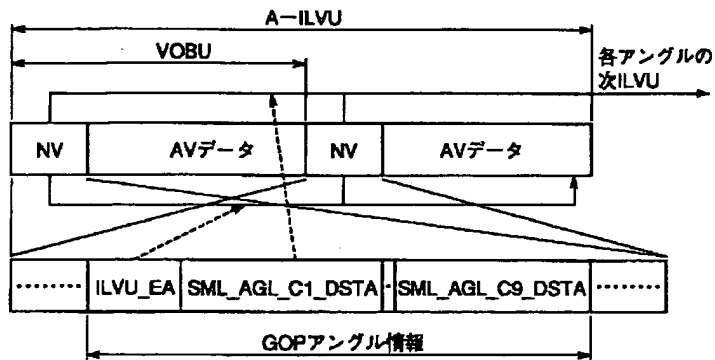 A−ILVU
VOBU
各アングルの
次ILVU
NV
AVデータ
NV
AVデータ
········
ILVU_EA
SML_AGL_C1_DSTA
··
SML_AGL_C9_DSTA
········
GOPアングル情報